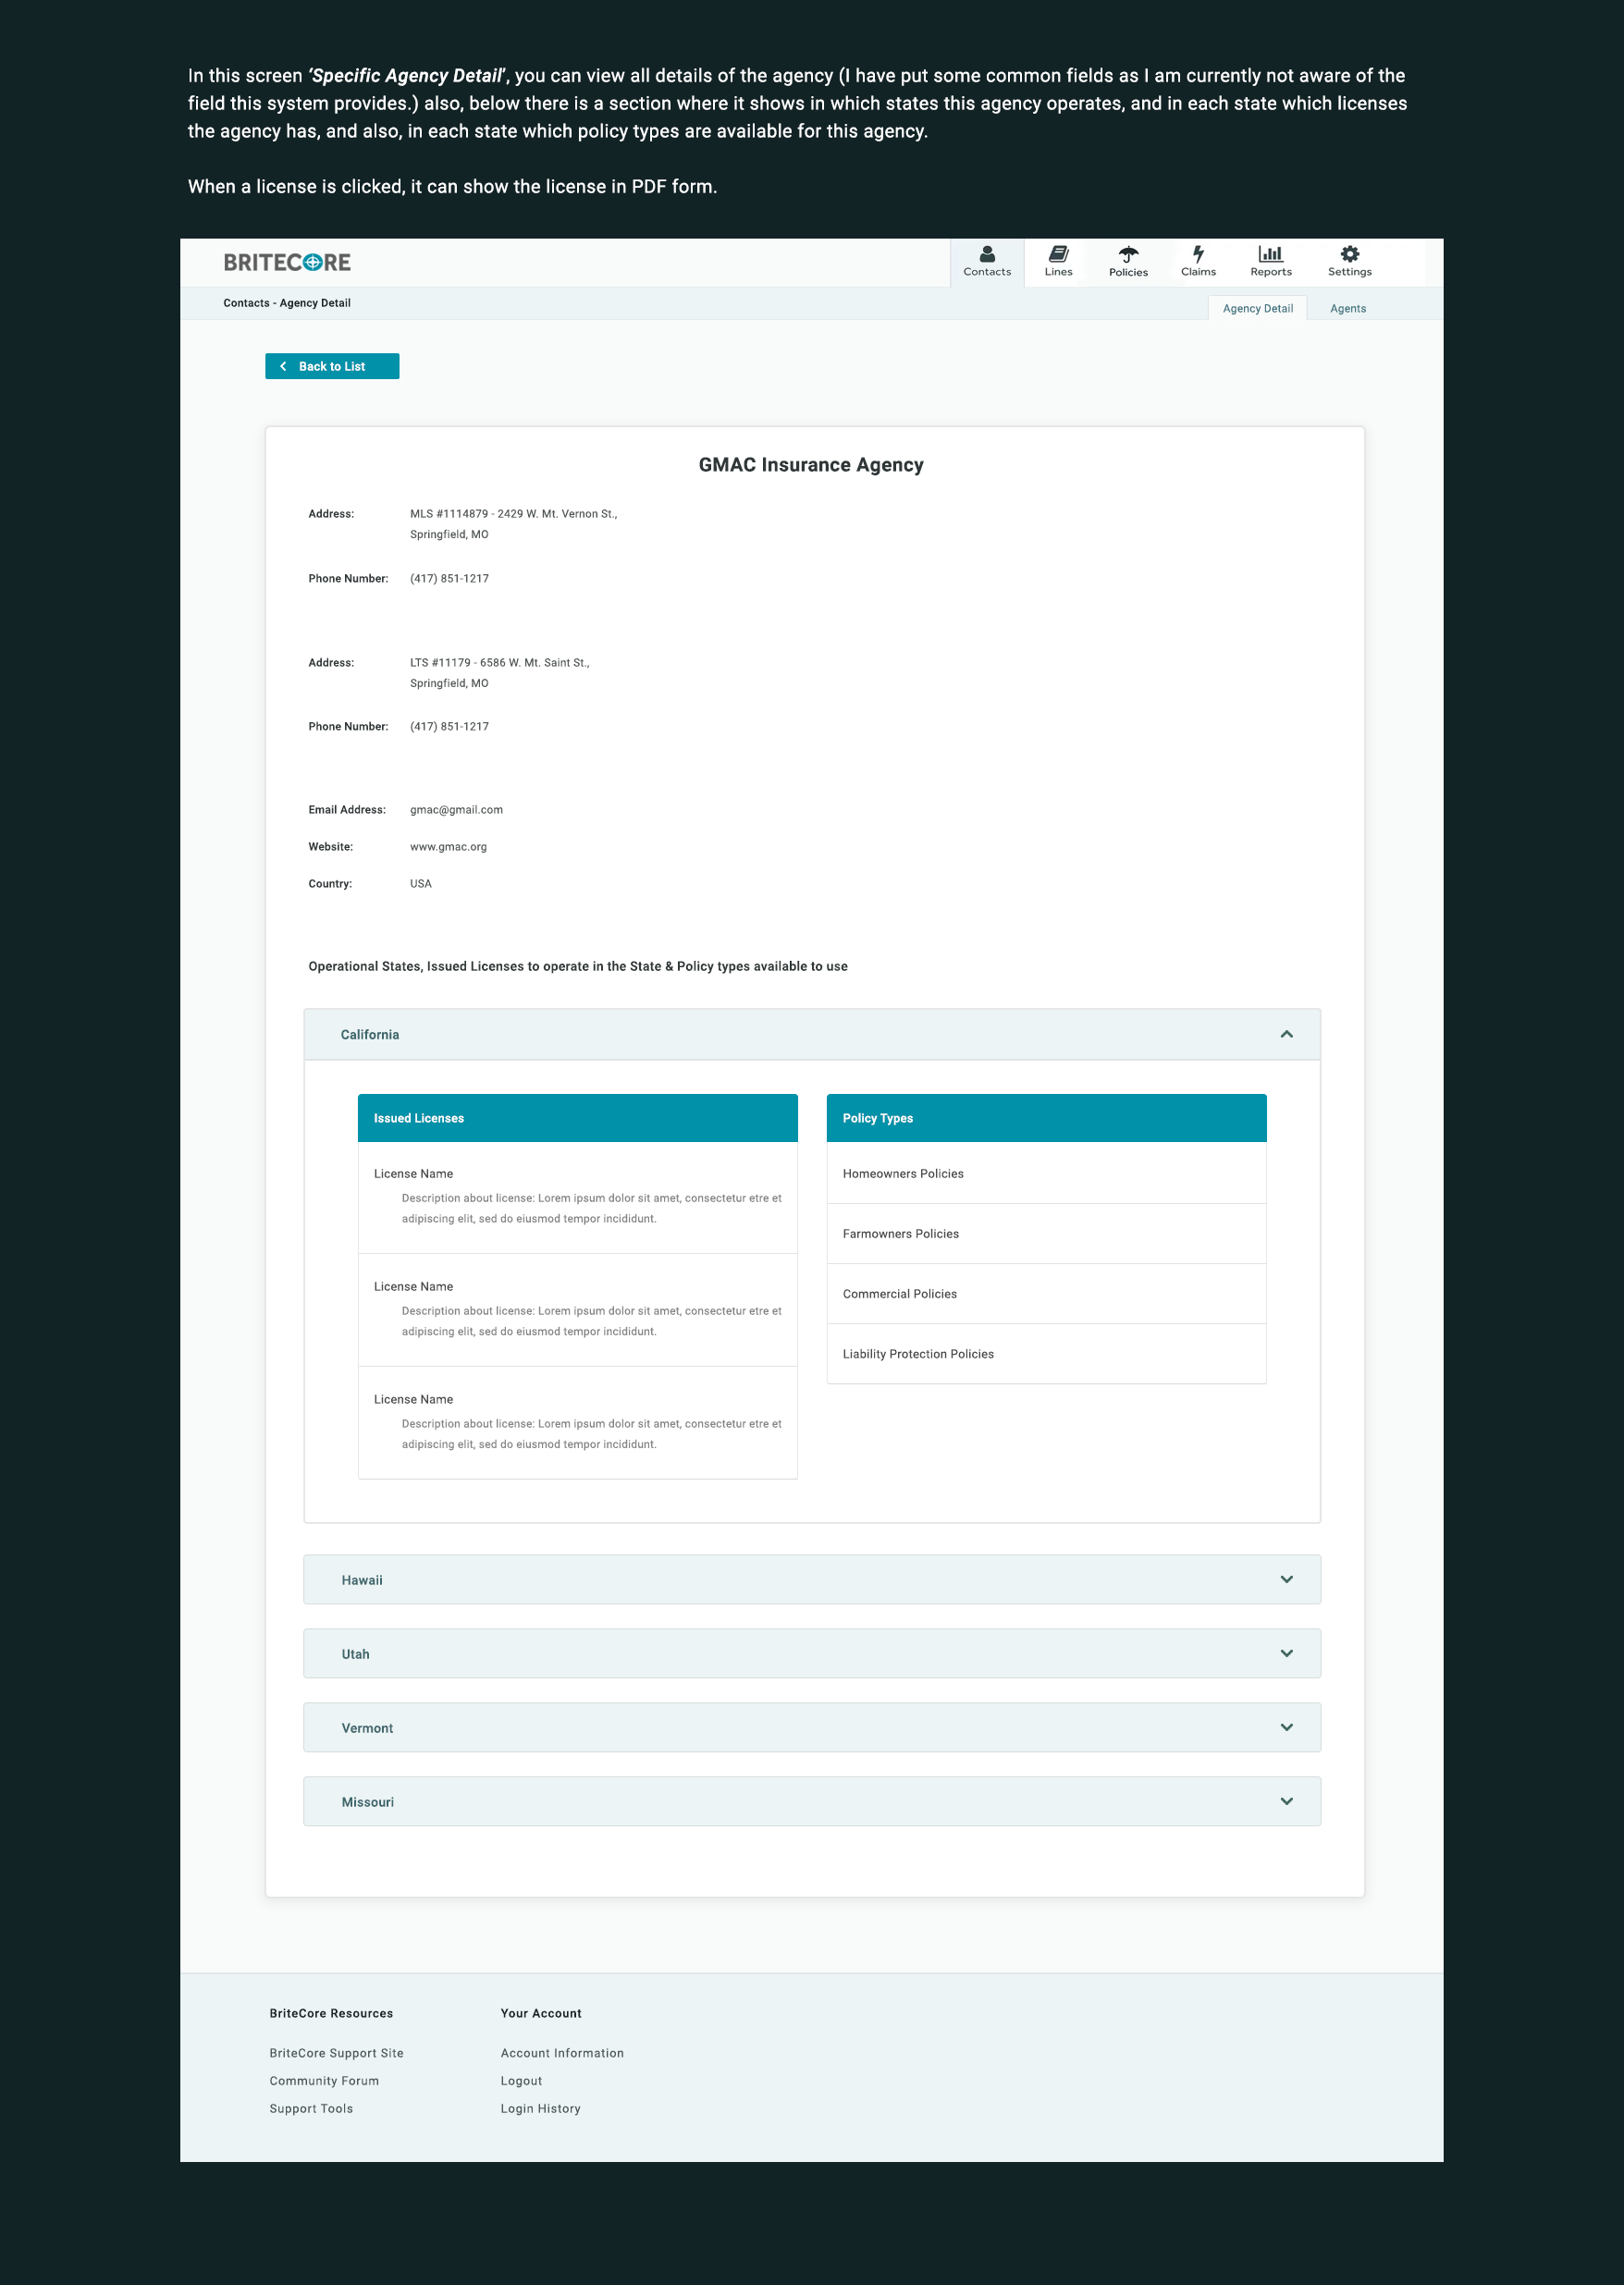 In this screen ‘Specific Agency Detail’, you can view all details of the agency (I have put some common fields as I am currently not aware of the
field this system provides.) also, below there is a section where it shows in which states this agency operates, and in each state which licenses
the agency has, and also, in each state which policy types are available for this agency.
When a license is clicked, it can show the license in PDF form.
BRITECORE
Contacts
Lines
Policies
Claims
Reports
Settings
Contacts - Agency Detail
Agency Detail
Agents
Back to List
GMAC Insurance Agency
Address: MLS #1114879 - 2429 W. Mt. Vernon St.,
Springfield, MO
Phone Number: (417) 851-1217
Address: LTS #11179 - 6586 W. Mt. Saint St.,
Springfield, MO
Phone Number: (417) 851-1217
Email Address: gmac@gmail.com
Website: www.gmac.org
Country: USA
Operational States, Issued Licenses to operate in the State & Policy types available to use
California
Issued Licenses
License Name
Description about license: Lorem ipsum dolor sit amet, consectetur etre et
adipiscing elit, sed do eiusmod tempor incididunt.
License Name
Description about license: Lorem ipsum dolor sit amet, consectetur etre et
adipiscing elit, sed do eiusmod tempor incididunt.
License Name
Description about license: Lorem ipsum dolor sit amet, consectetur etre et
adipiscing elit, sed do eiusmod tempor incididunt.
Policy Types
Homeowners Policies
Farmowners Policies
Commercial Policies
Liability Protection Policies
Hawaii
Utah
Vermont
Missouri
BriteCore Resources
BriteCore Support Site
Community Forum
Support Tools
Your Account
Account Information
Logout
Login History